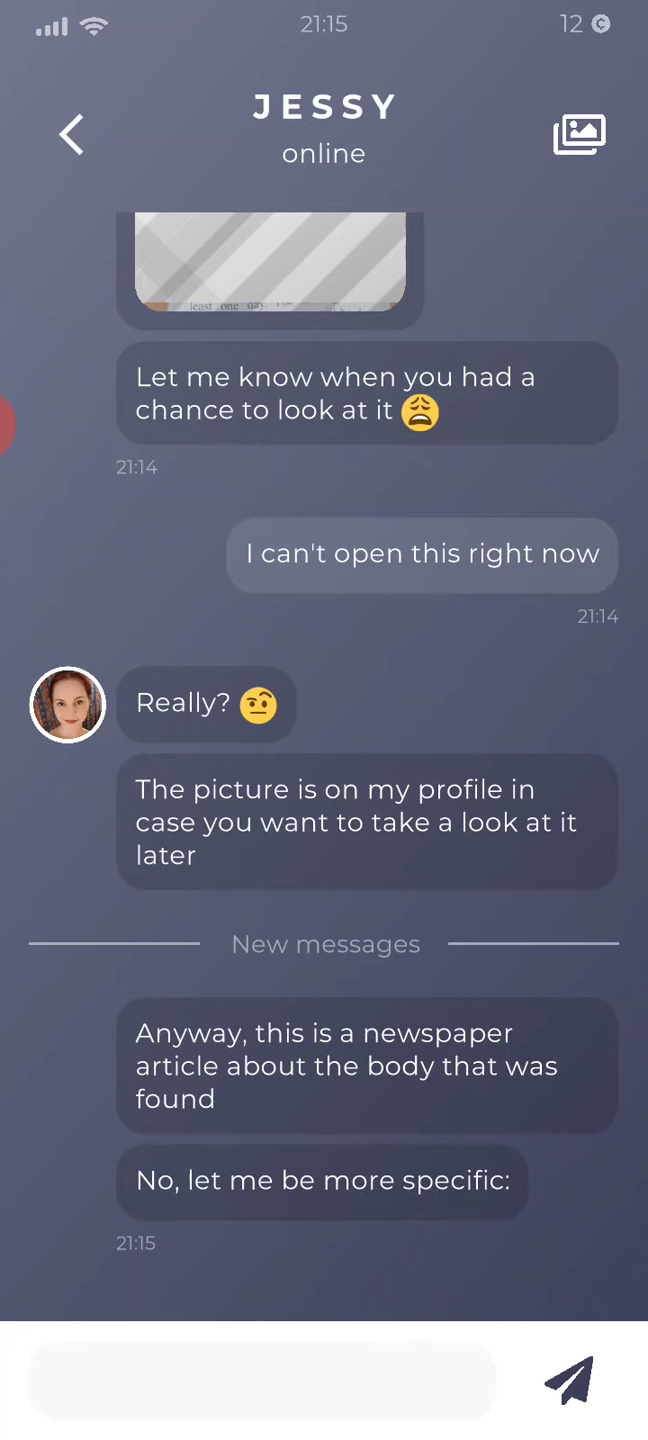 21:15
12
JESSY
online
least one day.
Let me know when you had a
chance to look at it 😩
21:14
I can't open this right now
21:14
Really? 🤨
The picture is on my profile in
case you want to take a look at it
later
New messages
Anyway, this is a newspaper
article about the body that was
found
No, let me be more specific:
21:15